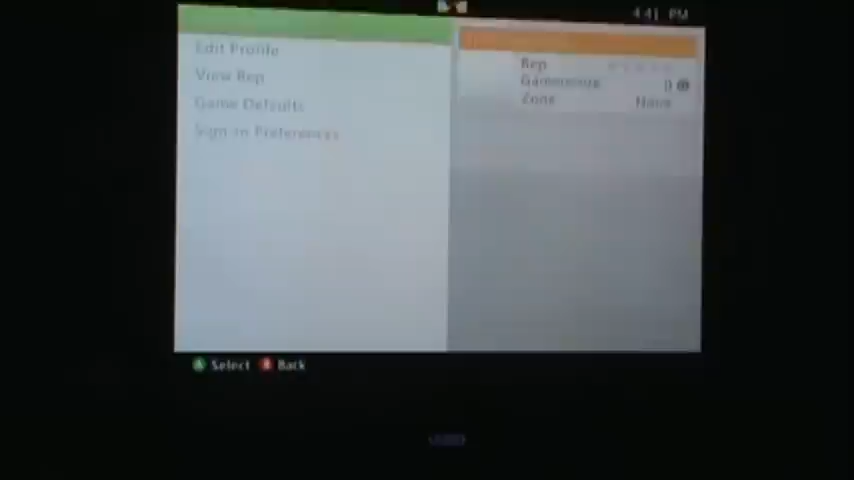 4:41 PM
Edit Profile
View Rep
Game Defaults
Sign-In Preferences
Rep
Gamerscore 0
Zone None
Select Back